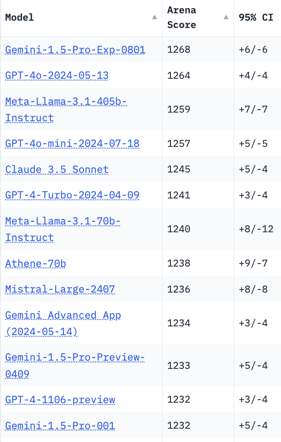 Model Arena Score 95% CI
Gemini-1.5-Pro-Exp-0801 1268 +6/-6
GPT-4o-2024-05-13 1264 +4/-4
Meta-Llama-3.1-405b-Instruct 1259 +7/-7
GPT-4o-mini-2024-07-18 1257 +5/-5
Claude 3.5 Sonnet 1245 +5/-4
GPT-4-Turbo-2024-04-09 1241 +3/-4
Meta-Llama-3.1-70b-Instruct 1240 +8/-12
Athene-70b 1238 +9/-7
Mistral-Large-2407 1236 +8/-8
Gemini Advanced App (2024-05-14) 1234 +3/-4
Gemini-1.5-Pro-Preview-0409 1233 +5/-4
GPT-4-1106-preview 1232 +3/-4
Gemini-1.5-Pro-001 1232 +5/-4